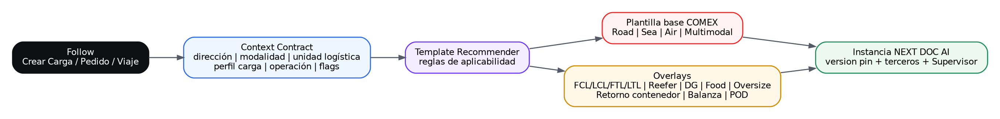 Follow
Crear Carga / Pedido / Viaje
Context Contract
dirección | modalidad | unidad logística
perfil carga | operación | flags
Template Recommender
reglas de aplicabilidad
Plantilla base COMEX
Road | Sea | Air | Multimodal
Overlays
FCL/LCL/FTL/LTL | Reefer | DG | Food | Oversize
Retorno contenedor | Balanza | POD
Instancia NEXT DOC AI
version pin + terceros + Supervisor